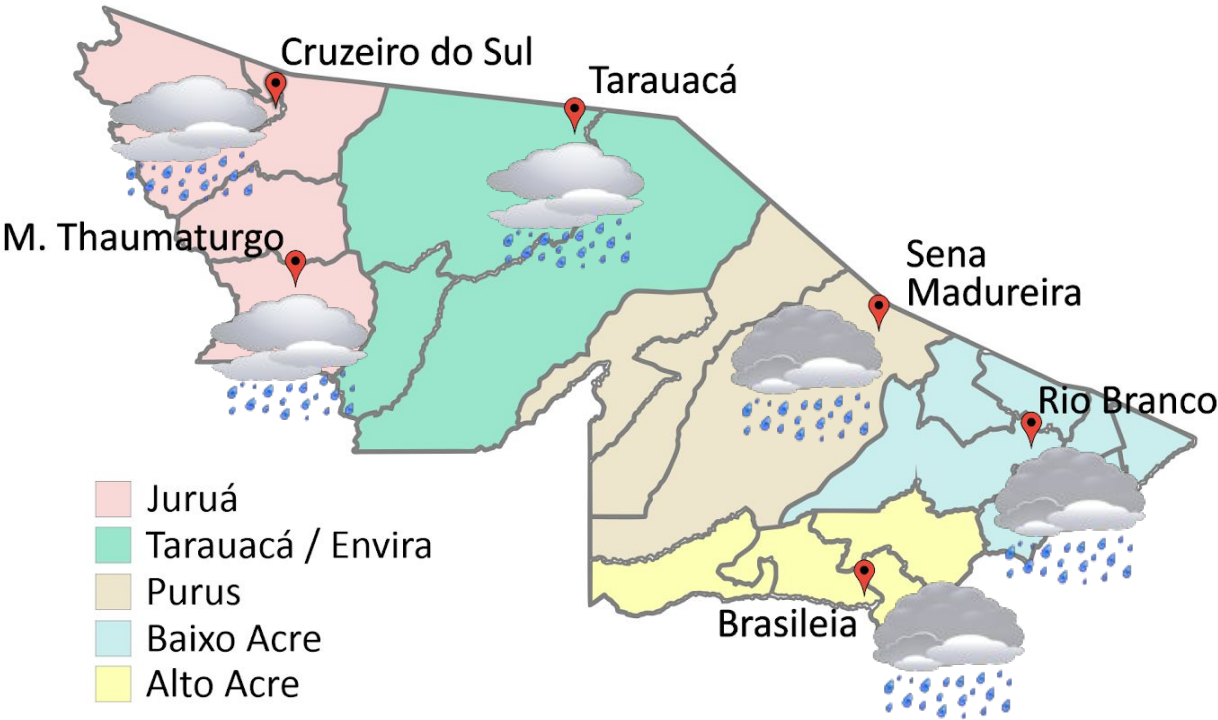 Cruzeiro do Sul
Tarauacá
M. Thaumaturgo
Sena
Madureira
Rio Branco
Brasileia
Juruá
Tarauacá / Envira
Purus
Baixo Acre
Alto Acre